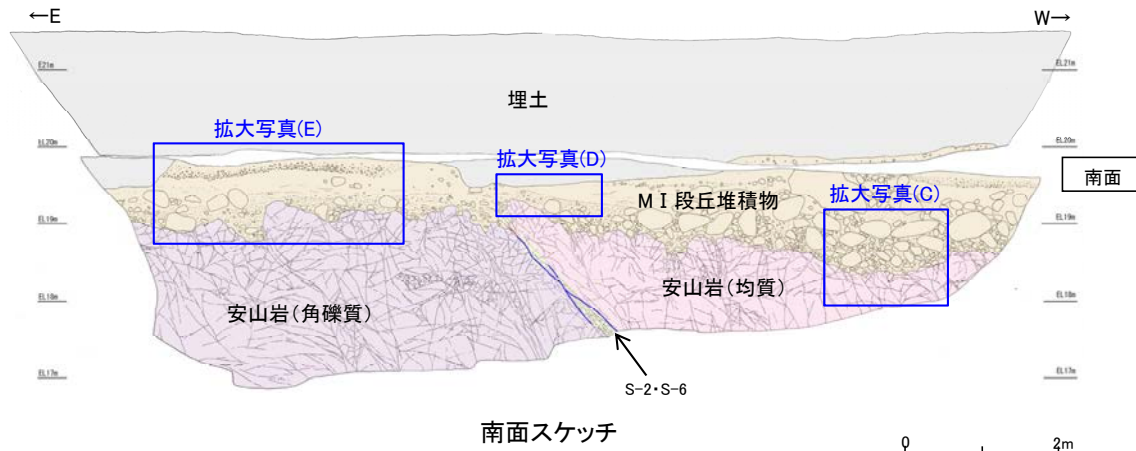 ←E
W→
EL21m
EL21m
埋土
拡大写真(E)
EL20m
EL20m
拡大写真(D)
南面
MⅠ段丘堆積物
拡大写真(C)
EL19m
EL19m
安山岩(角礫質)
安山岩(均質)
EL18m
EL18m
EL17m
EL17m
S-2・S-6
南面スケッチ
0
2m